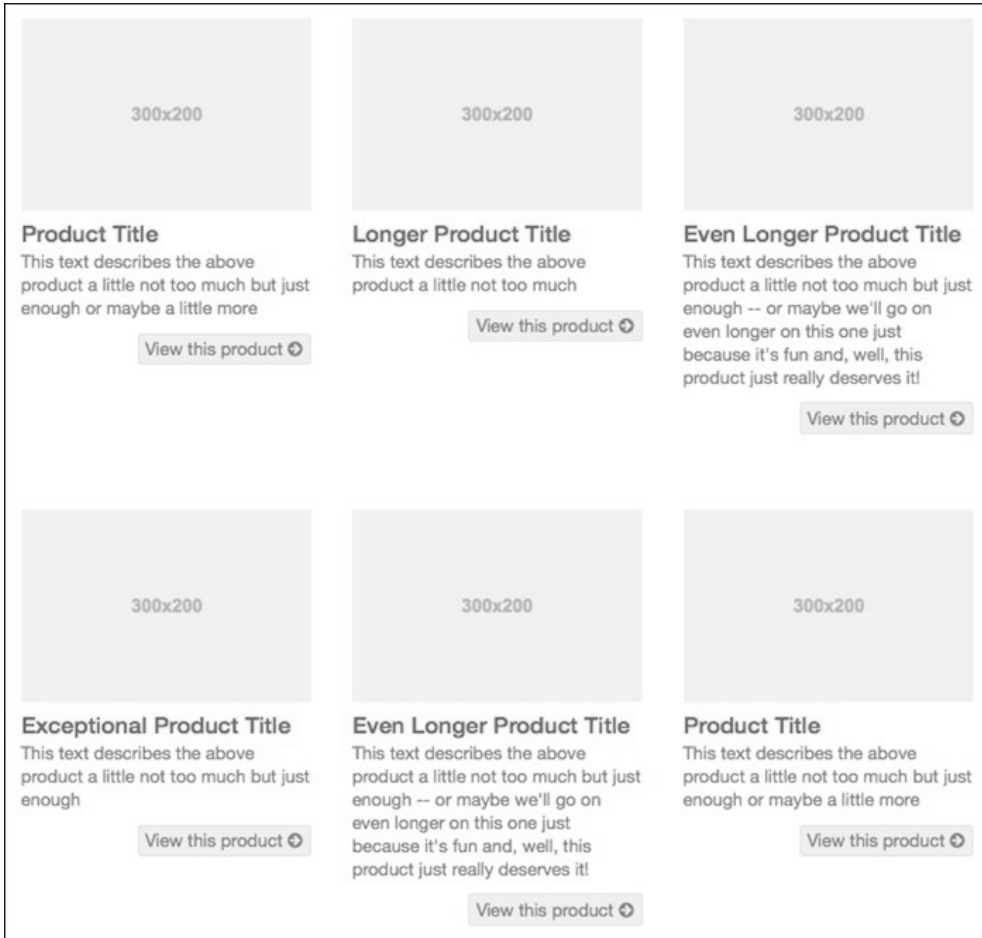 300x200
Product Title
This text describes the above
product a little not too much but just
enough or maybe a little more
View this product
300x200
Longer Product Title
This text describes the above
product a little not too much
View this product
300x200
Even Longer Product Title
This text describes the above
product a little not too much but just
enough -- or maybe we'll go on
even longer on this one just
because it's fun and, well, this
product just really deserves it!
View this product
300x200
Exceptional Product Title
This text describes the above
product a little not too much but just
enough
View this product
300x200
Even Longer Product Title
This text describes the above
product a little not too much but just
enough -- or maybe we'll go on
even longer on this one just
because it's fun and, well, this
product just really deserves it!
View this product
300x200
Product Title
This text describes the above
product a little not too much but just
enough or maybe a little more
View this product